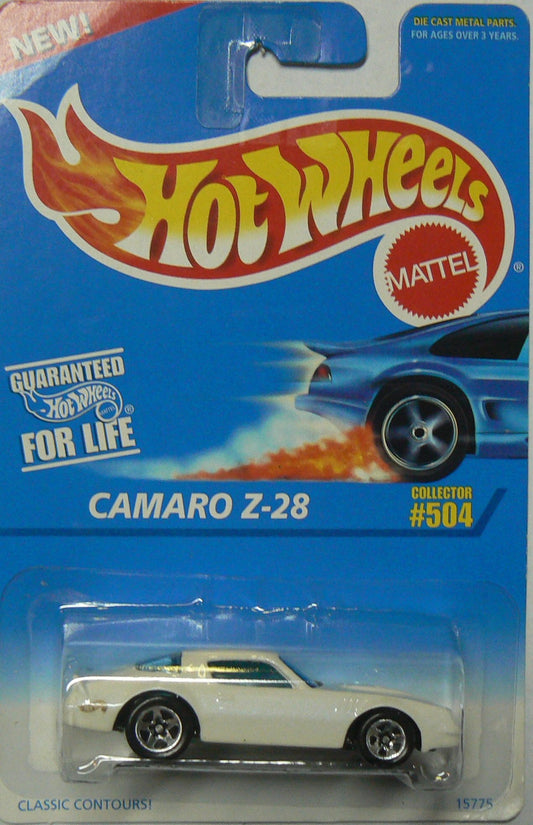 NEW!
DIE CAST METAL PARTS.
FOR AGES OVER 3 YEARS.
HOT WHEELS
MATTEL
®
GUARANTEED
HOT WHEELS
®
FOR LIFE
CAMARO Z-28
COLLECTOR
#504
CLASSIC CONTOURS!
15775